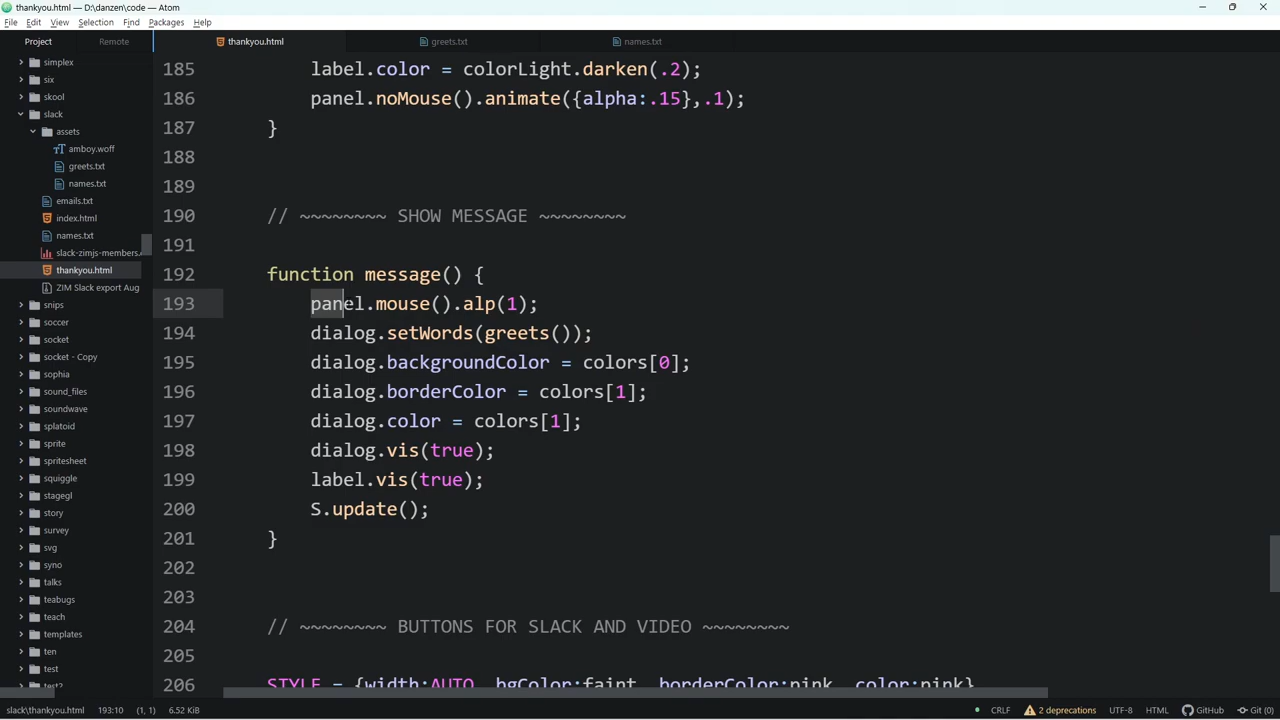 thankyou.html — D:\danzen\code — Atom
File Edit View Selection Find Packages Help
Project Remote thankyou.html greets.txt names.txt
simplex
six
skool
slack
assets
amboy.woff
greets.txt
names.txt
emails.txt
index.html
names.txt
slack-zimjs-members.
thankyou.html
ZIM Slack export Aug
snips
soccer
socket
socket - Copy
sophia
sound_files
soundwave
splatoid
sprite
spritesheet
squiggle
stagegl
story
survey
svg
syno
talks
teabugs
teach
templates
ten
test
test2
185 label.color = colorLight.darken(.2);
186 panel.noMouse().animate({alpha:.15},.1);
187 }
188
189
190 // ~~~~~~~~ SHOW MESSAGE ~~~~~~~~
191
192 function message() {
193 panel.mouse().alp(1);
194 dialog.setWords(greets());
195 dialog.backgroundColor = colors[0];
196 dialog.borderColor = colors[1];
197 dialog.color = colors[1];
198 dialog.vis(true);
199 label.vis(true);
200 S.update();
201 }
202
203
204 // ~~~~~~~~ BUTTONS FOR SLACK AND VIDEO ~~~~~~~~
205
206 STYLE = {width:AUTO, bgColor:faint, borderColor:pink, color:pink}
slack\thankyou.html 193:10 (1, 1) 6.52 KiB CRLF 2 deprecations UTF-8 HTML GitHub Git (0)